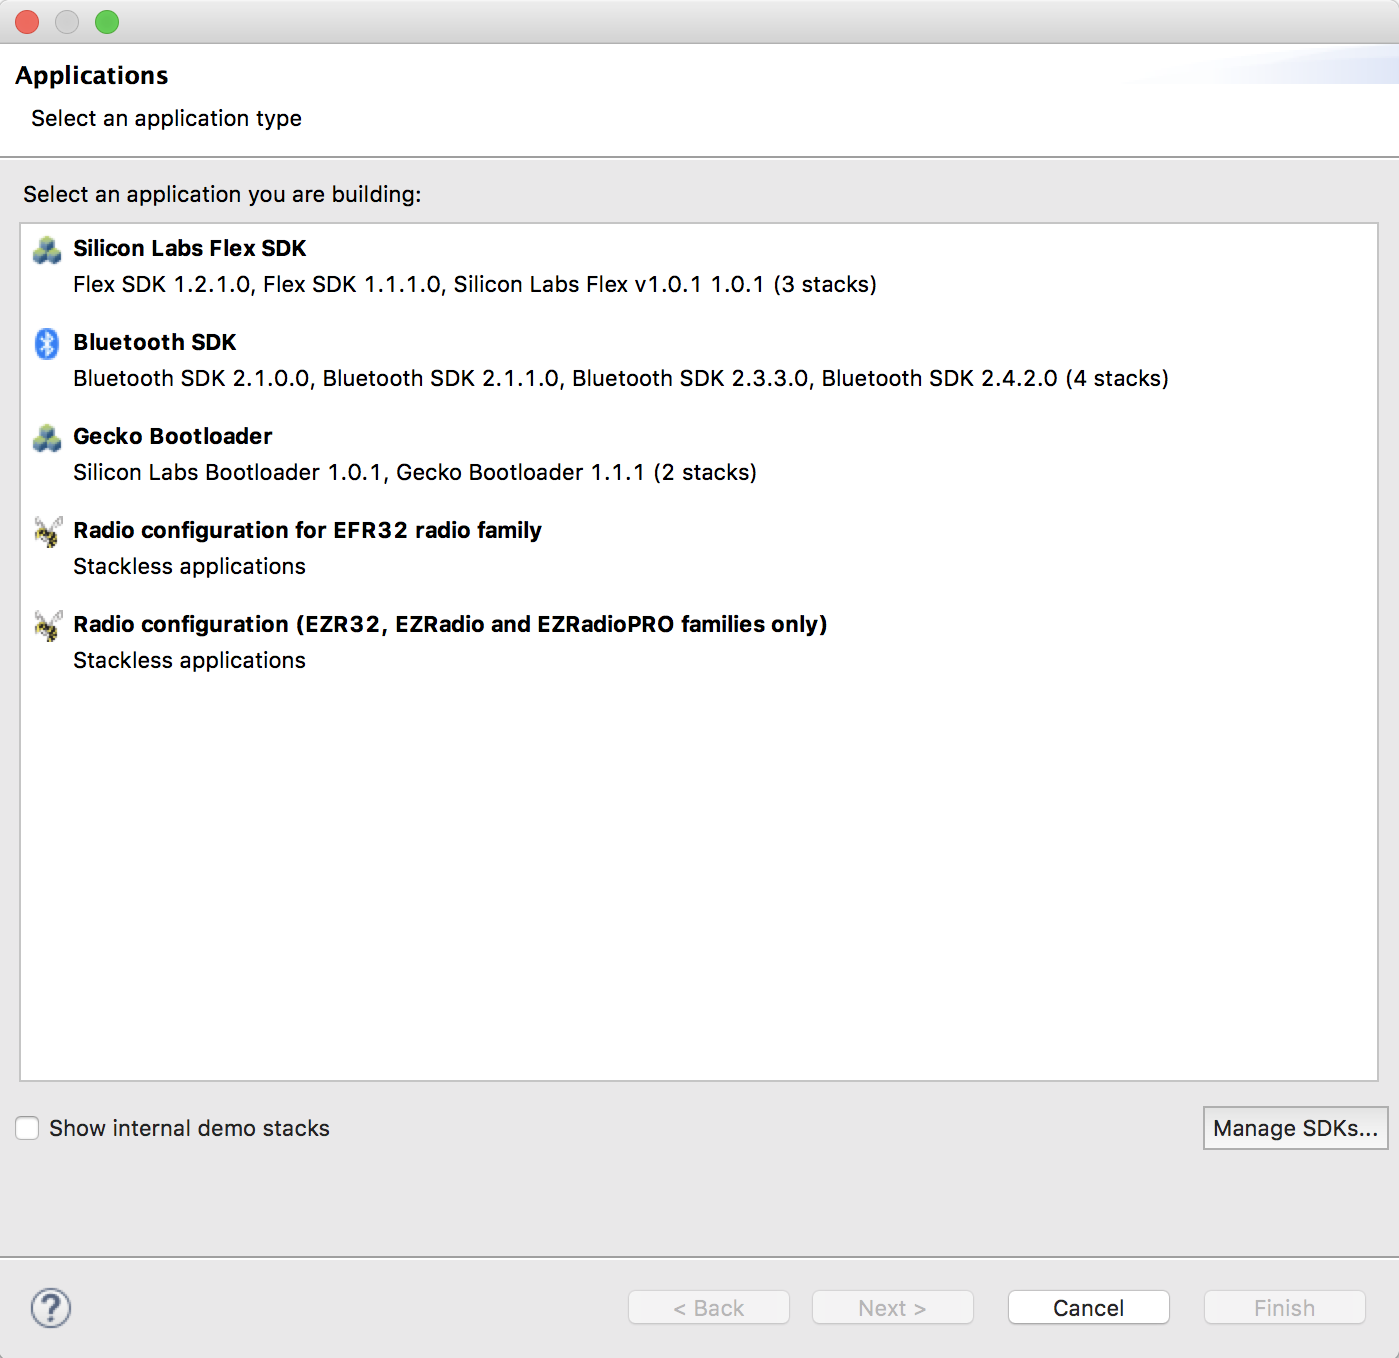 Applications
Select an application type
Select an application you are building:
Silicon Labs Flex SDK
Flex SDK 1.2.1.0, Flex SDK 1.1.1.0, Silicon Labs Flex v1.0.1 1.0.1 (3 stacks)
Bluetooth SDK
Bluetooth SDK 2.1.0.0, Bluetooth SDK 2.1.1.0, Bluetooth SDK 2.3.3.0, Bluetooth SDK 2.4.2.0 (4 stacks)
Gecko Bootloader
Silicon Labs Bootloader 1.0.1, Gecko Bootloader 1.1.1 (2 stacks)
Radio configuration for EFR32 radio family
Stackless applications
Radio configuration (EZR32, EZRadio and EZRadioPRO families only)
Stackless applications
Show internal demo stacks
Manage SDKs...
?
< Back
Next >
Cancel
Finish